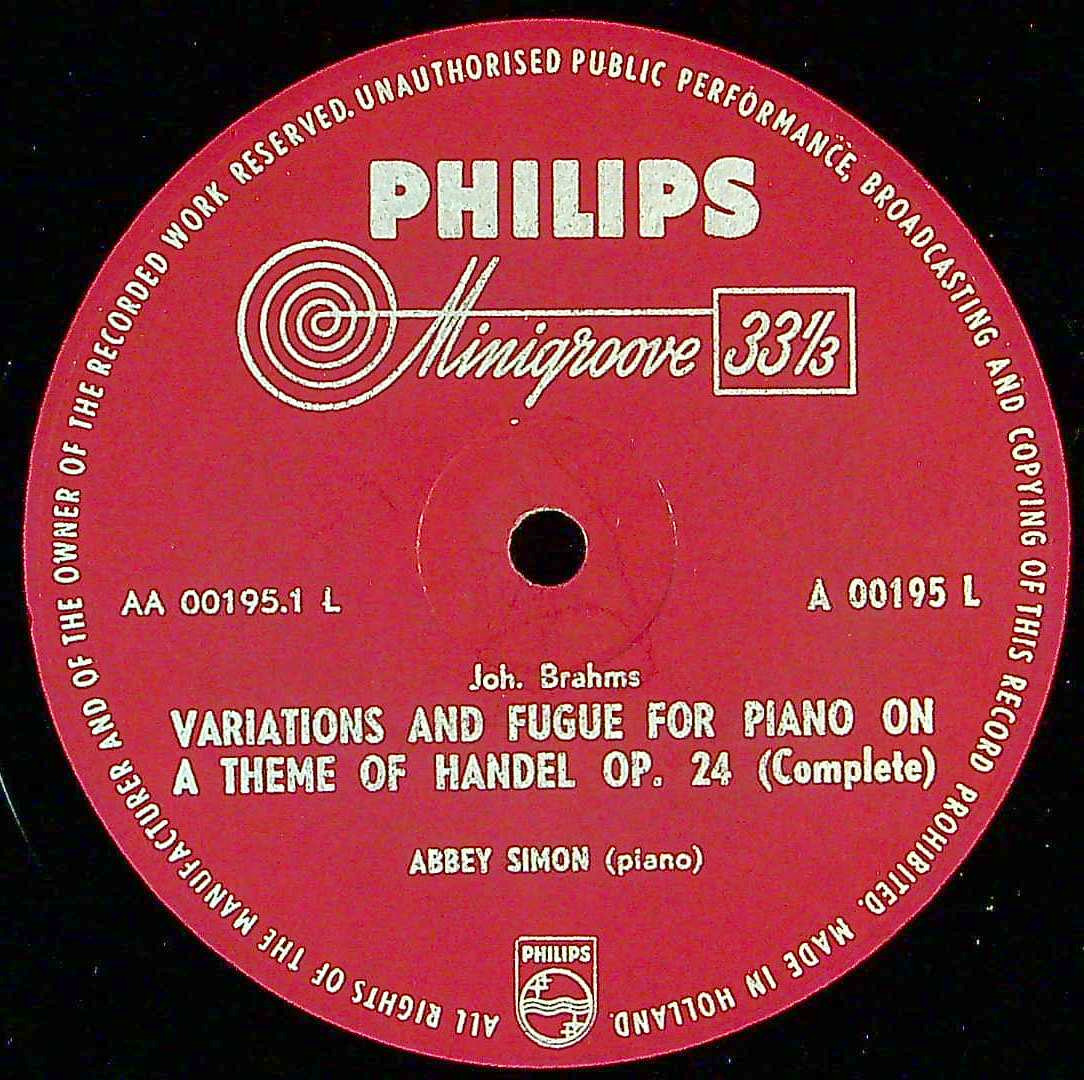 ALL RIGHTS OF THE MANUFACTURER AND OF THE OWNER OF THE RECORDED WORK RESERVED. UNAUTHORISED PUBLIC PERFORMANCE, BROADCASTING AND COPYING OF THIS RECORD PROHIBITED. MADE IN HOLLAND.
PHILIPS
Minigroove 33 1/3
AA 00195.1 L
A 00195 L
Joh. Brahms
VARIATIONS AND FUGUE FOR PIANO ON
A THEME OF HANDEL OP. 24 (Complete)
ABBEY SIMON (piano)
PHILIPS